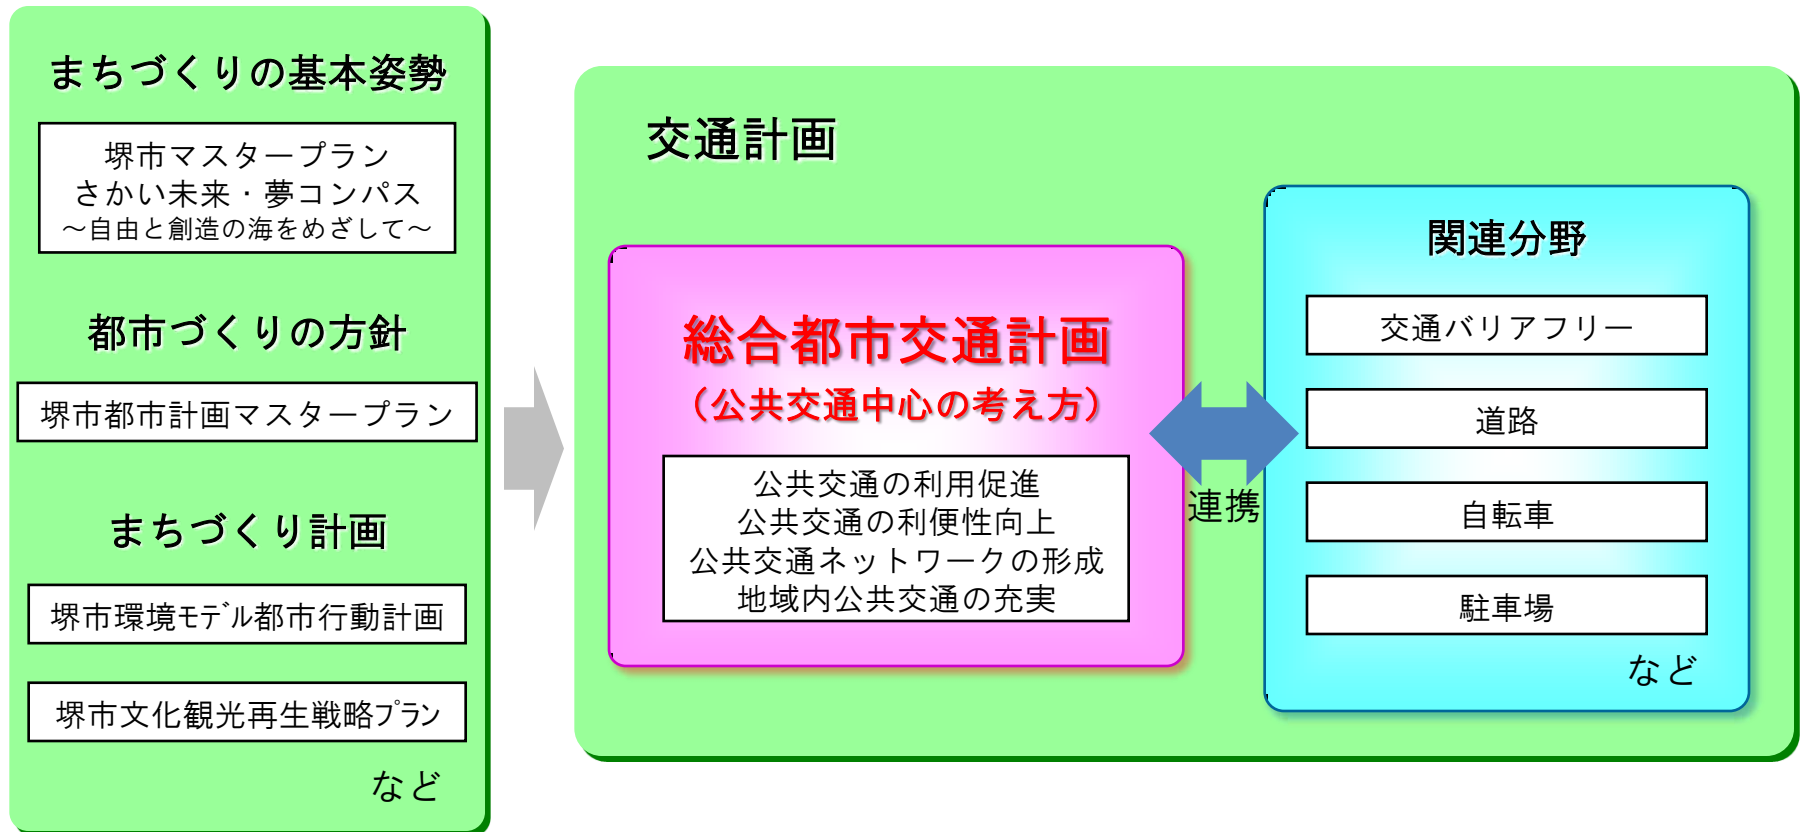 まちづくりの基本姿勢
堺市マスタープラン
さかい未来・夢コンパス
～自由と創造の海をめざして～
都市づくりの方針
堺市都市計画マスタープラン
まちづくり計画
堺市環境ﾓﾃﾞﾙ都市行動計画
堺市文化観光再生戦略ﾌﾟﾗﾝ
など
交通計画
総合都市交通計画
（公共交通中心の考え方）
公共交通の利用促進
公共交通の利便性向上
公共交通ネットワークの形成
地域内公共交通の充実
連携
関連分野
交通バリアフリー
道路
自転車
駐車場
など